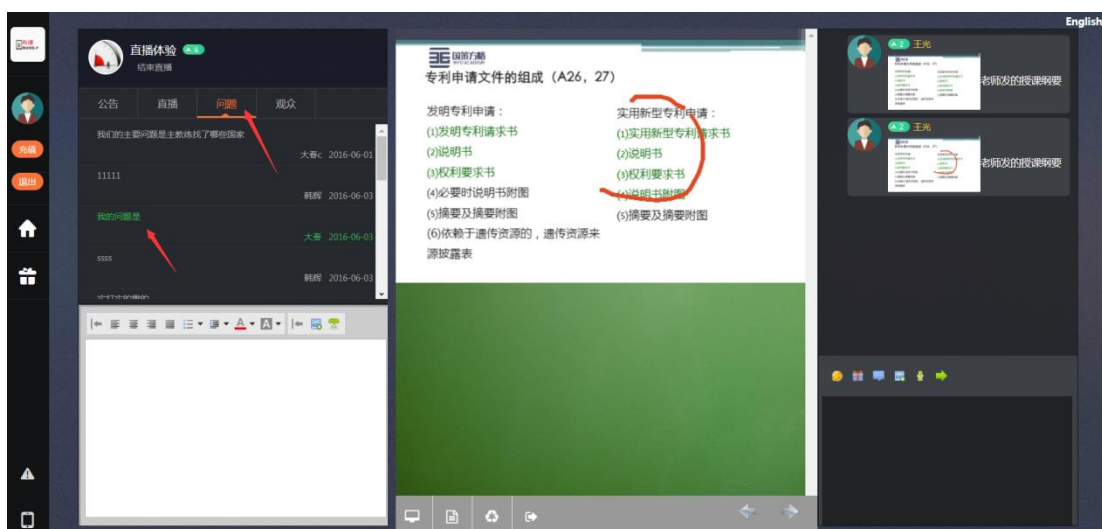 English
直播体验
结束直播
充值
退出
公告 直播 问题 观众
我们的主要问题是主教练找了哪些国家
大春c 2016-06-01
11111
韩辉 2016-06-03
我的问题是
大春 2016-06-03
ssss
韩辉 2016-06-03
国策方略
专利申请文件的组成（A26，27）
发明专利申请：
(1)发明专利请求书
(2)说明书
(3)权利要求书
(4)必要时说明书附图
(5)摘要及摘要附图
(6)依赖于遗传资源的，遗传资源来
源披露表
实用新型专利申请：
(1)实用新型专利请求书
(2)说明书
(3)权利要求书
(4)说明书附图
(5)摘要及摘要附图
2 王光
老师发的授课纲要
2 王光
老师发的授课纲要